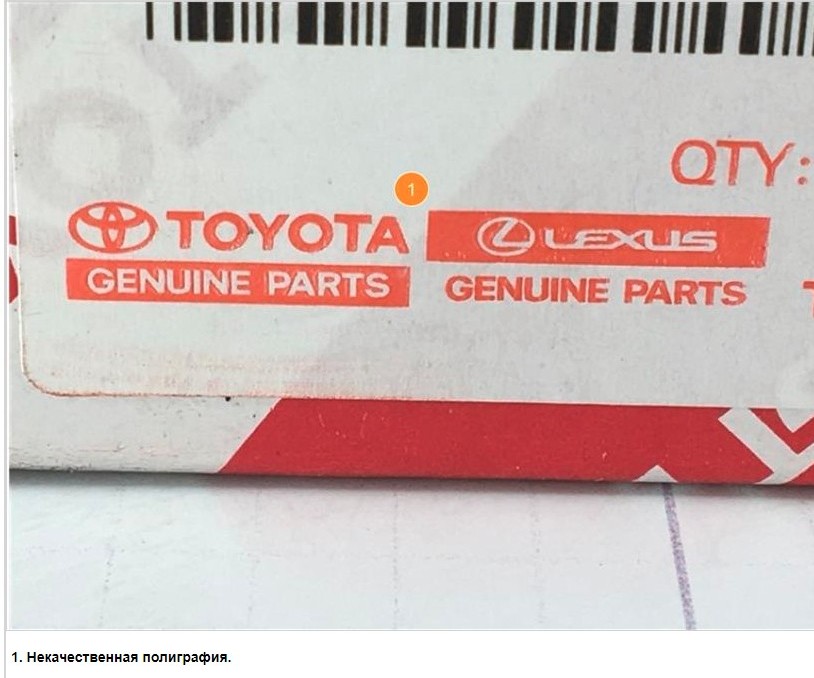 QTY:
1
TOYOTA LEXUS
GENUINE PARTS GENUINE PARTS
1. Некачественная полиграфия.